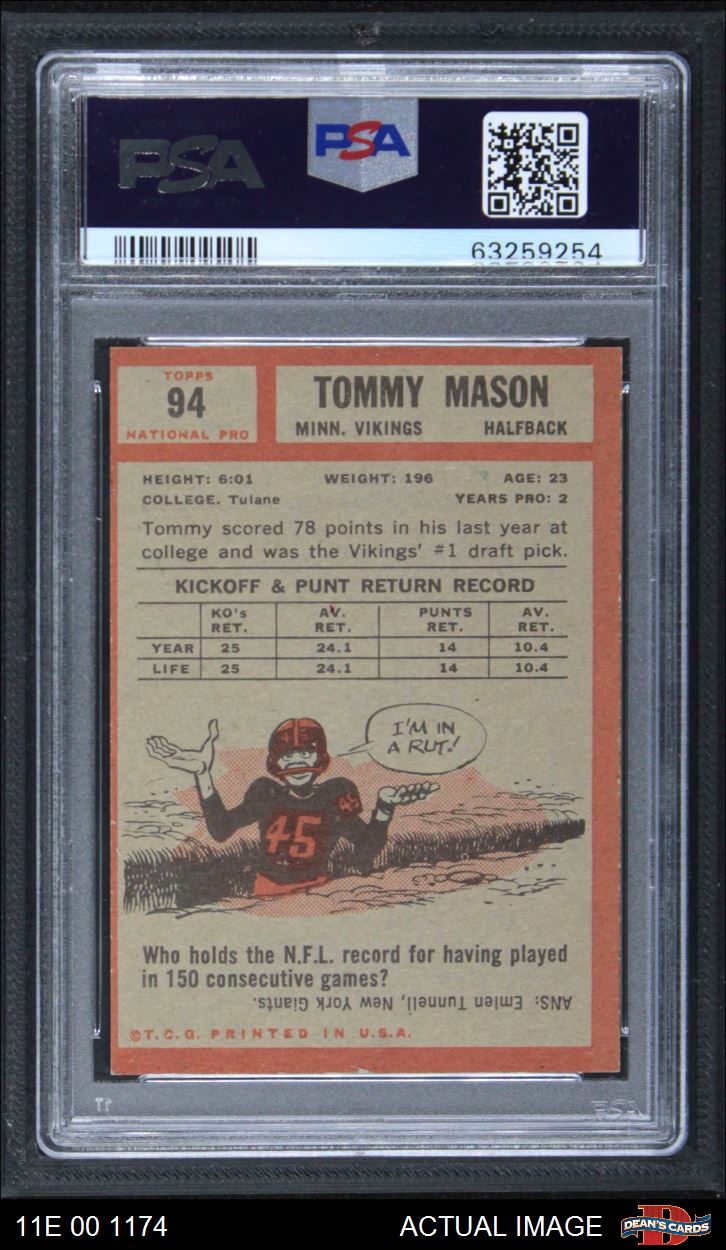 PSA
PSA
63259254
TOPPS
94
NATIONAL PRO
TOMMY MASON
MINN. VIKINGS HALFBACK
HEIGHT: 6:01 WEIGHT: 196 AGE: 23
COLLEGE. Tulane YEARS PRO: 2
Tommy scored 78 points in his last year at
college and was the Vikings' #1 draft pick.
KICKOFF & PUNT RETURN RECORD
KO's AV. PUNTS AV.
RET. RET. RET. RET.
YEAR 25 24.1 14 10.4
LIFE 25 24.1 14 10.4
I'M IN
A RUT!
45
45
45
Who holds the N.F.L. record for having played
in 150 consecutive games?
ANS: Emlen Tunnell, New York Giants.
©T.C.G. PRINTED IN U.S.A.
PSA
11E 00 1174 ACTUAL IMAGE
DEAN'S CARDS